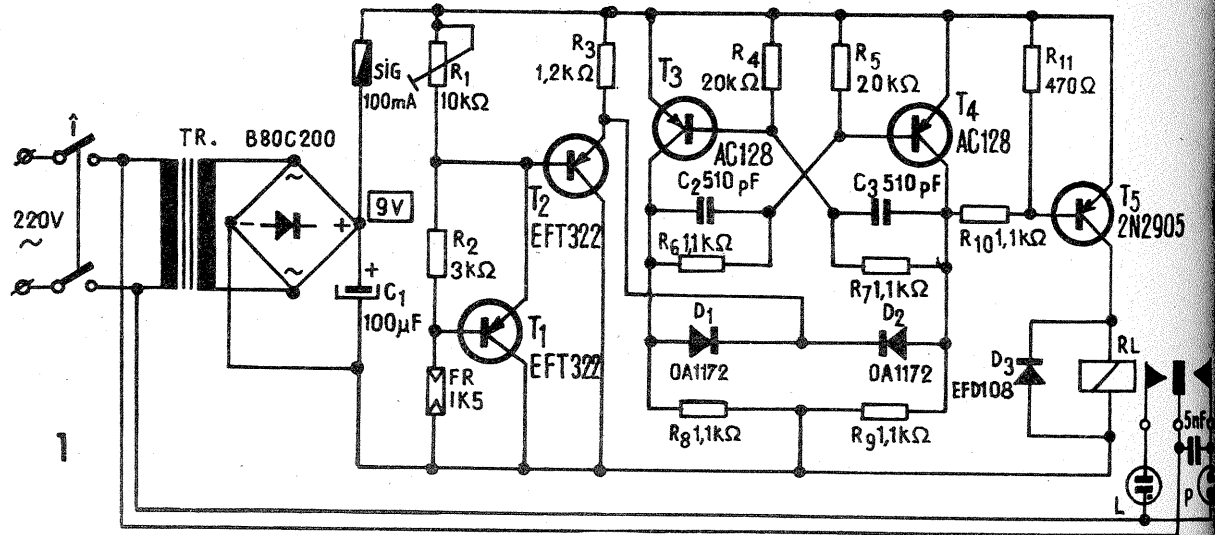 Î
220V
~
TR.
B80C200
~
-
+
~
9V
SIG
100mA
R1
10kΩ
R2
3kΩ
+
C1
100µF
FR
1K5
T1
EFT322
T2
EFT322
R3
1,2kΩ
T3
AC128
R4
20kΩ
R5
20kΩ
T4
AC128
C2 510 pF
R6 1,1kΩ
C3 510 pF
R7 1,1kΩ
D1
OA1172
D2
OA1172
R8 1,1kΩ
R9 1,1kΩ
R10 1,1kΩ
R11
470Ω
T5
2N2905
D3
EFD108
RL
5nF
L
P
1